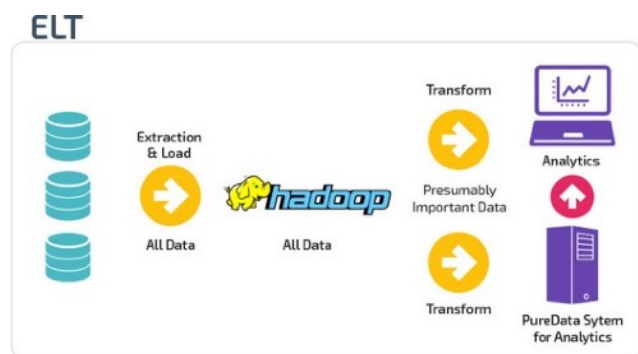 ELT
Extraction
& Load
All Data
hadoop
All Data
Transform
Presumably
Important Data
Transform
Analytics
PureData Sytem
for Analytics